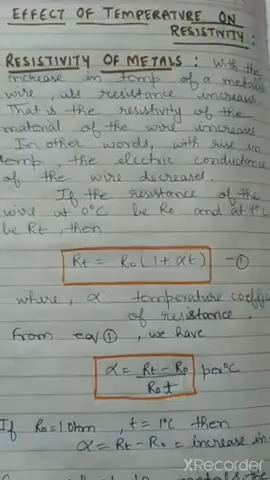 EFFECT OF TEMPERATURE ON
RESISTIVITY :
RESISTIVITY OF METALS : With the
increase in temp. of a metallic
wire, its resistance increases.
That is the resistivity of the
material of the wire increases
In other words, with rise in
temp, the electric conductance
of the wire decreases.
If the resistance of the
wire at 0°C be R₀ and at t°C
be Rt, then
Rt = R₀ (1 + αt) —①
where, α : temperature coeffi
of resistance.
From eq ①, we have
α = (Rt − R₀) / (R₀ t) per°C
If R₀ = 1 Ohm, t = 1°C then
α = Rt − R₀ = increase in
XRecorder